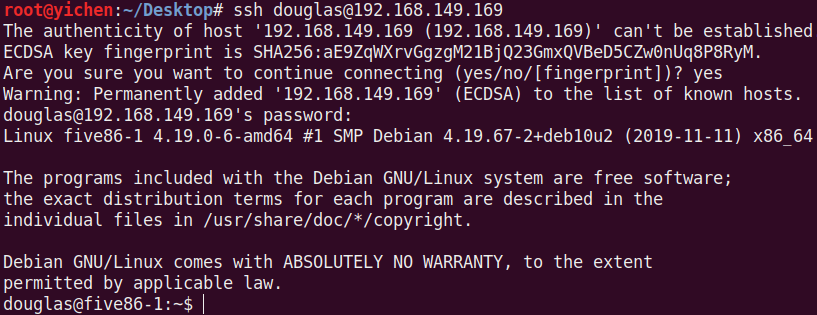 root@yichen:~/Desktop# ssh douglas@192.168.149.169
The authenticity of host '192.168.149.169 (192.168.149.169)' can't be established
ECDSA key fingerprint is SHA256:aE9ZqWXrvGgzgM21BjQ23GmxQVBeD5CZw0nUq8P8RyM.
Are you sure you want to continue connecting (yes/no/[fingerprint])? yes
Warning: Permanently added '192.168.149.169' (ECDSA) to the list of known hosts.
douglas@192.168.149.169's password:
Linux five86-1 4.19.0-6-amd64 #1 SMP Debian 4.19.67-2+deb10u2 (2019-11-11) x86_64
The programs included with the Debian GNU/Linux system are free software;
the exact distribution terms for each program are described in the
individual files in /usr/share/doc/*/copyright.
Debian GNU/Linux comes with ABSOLUTELY NO WARRANTY, to the extent
permitted by applicable law.
douglas@five86-1:~$